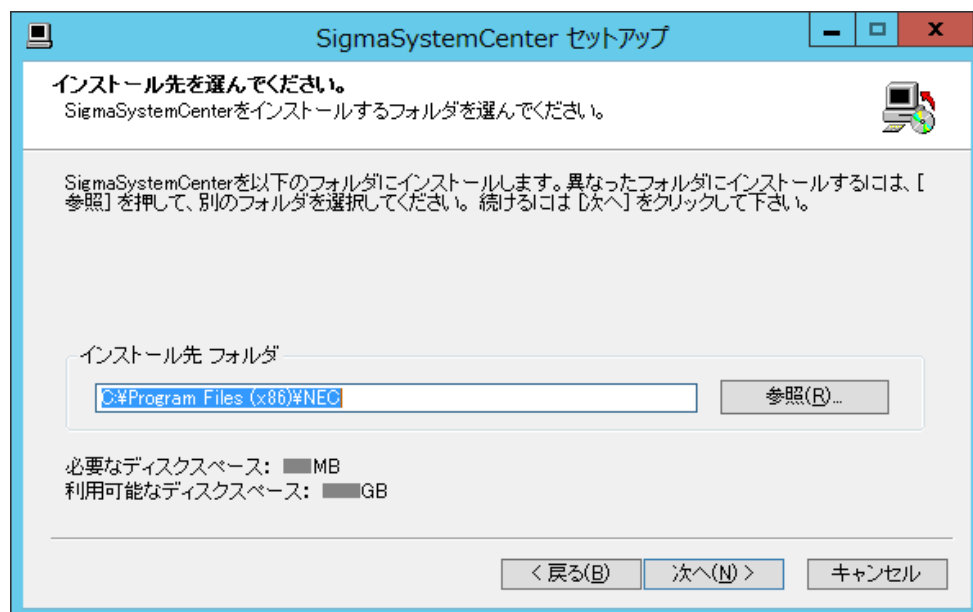 SigmaSystemCenter セットアップ
インストール先を選んでください。
SigmaSystemCenterをインストールするフォルダを選んでください。
SigmaSystemCenterを以下のフォルダにインストールします。異なったフォルダにインストールするには、[
参照] を押して、別のフォルダを選択してください。続けるには [次へ] をクリックして下さい。
インストール先 フォルダ
C:¥Program Files (x86)¥NEC
参照(R)...
必要なディスクスペース: MB
利用可能なディスクスペース: GB
< 戻る(B)
次へ(N) >
キャンセル